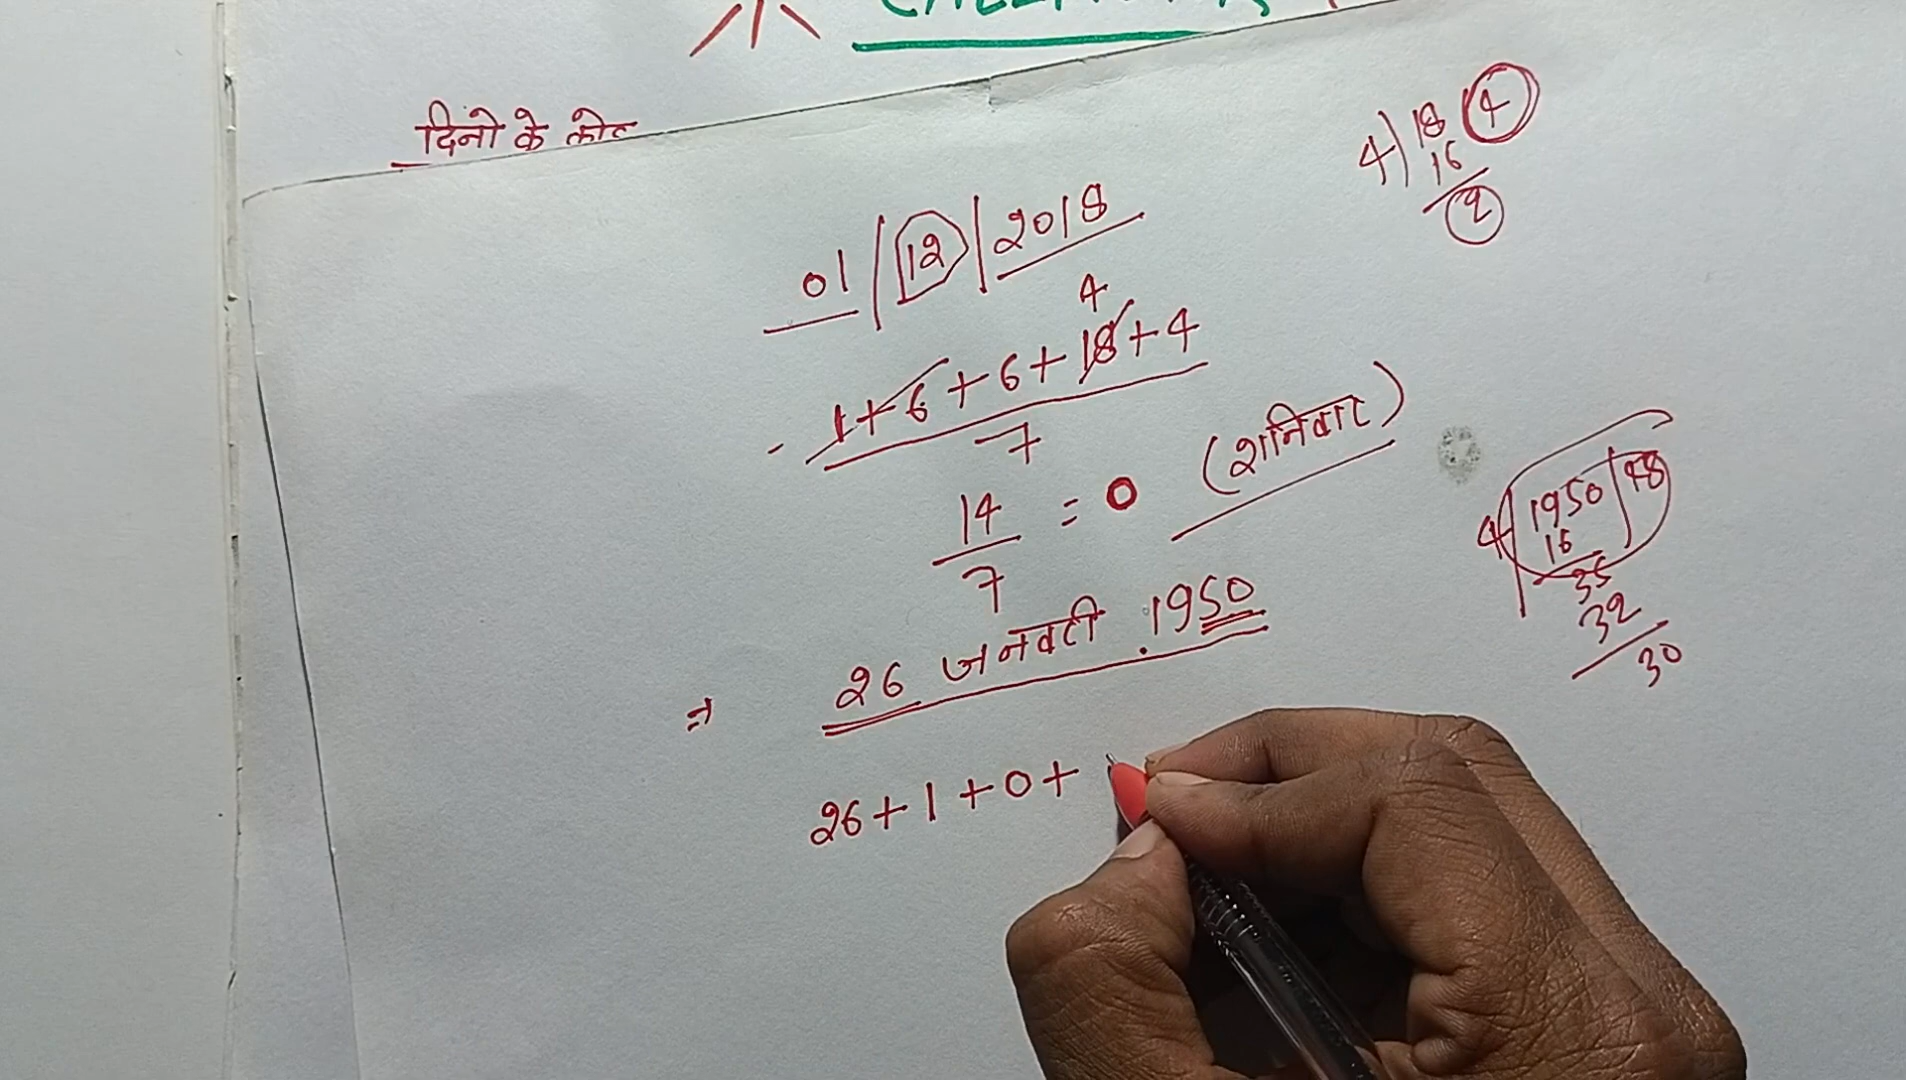 दिनो के कोड
01 | 12 | 2018
4
1+6+6+18+4
7
14
7
= 0 (शनिवार)
⇒ 26 जनवरी 1950
26+1+0+
4) 18 (4
16
2
4 | 1950 | 48
16
35
32
30